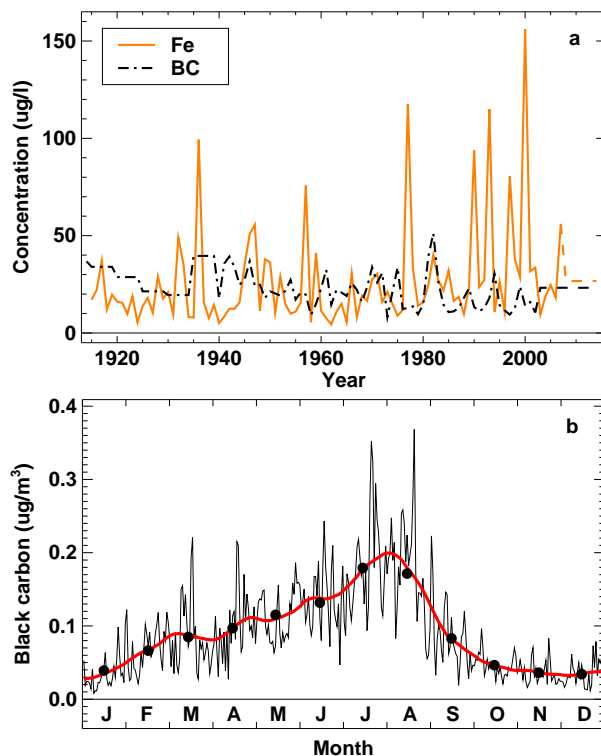 150
100
50
0
Concentration (ug/l)
Fe
BC
a
1920
1940
1960
1980
2000
Year
0.4
0.3
0.2
0.1
0.0
Black carbon (ug/m³)
b
J F M A M J J A S O N D
Month